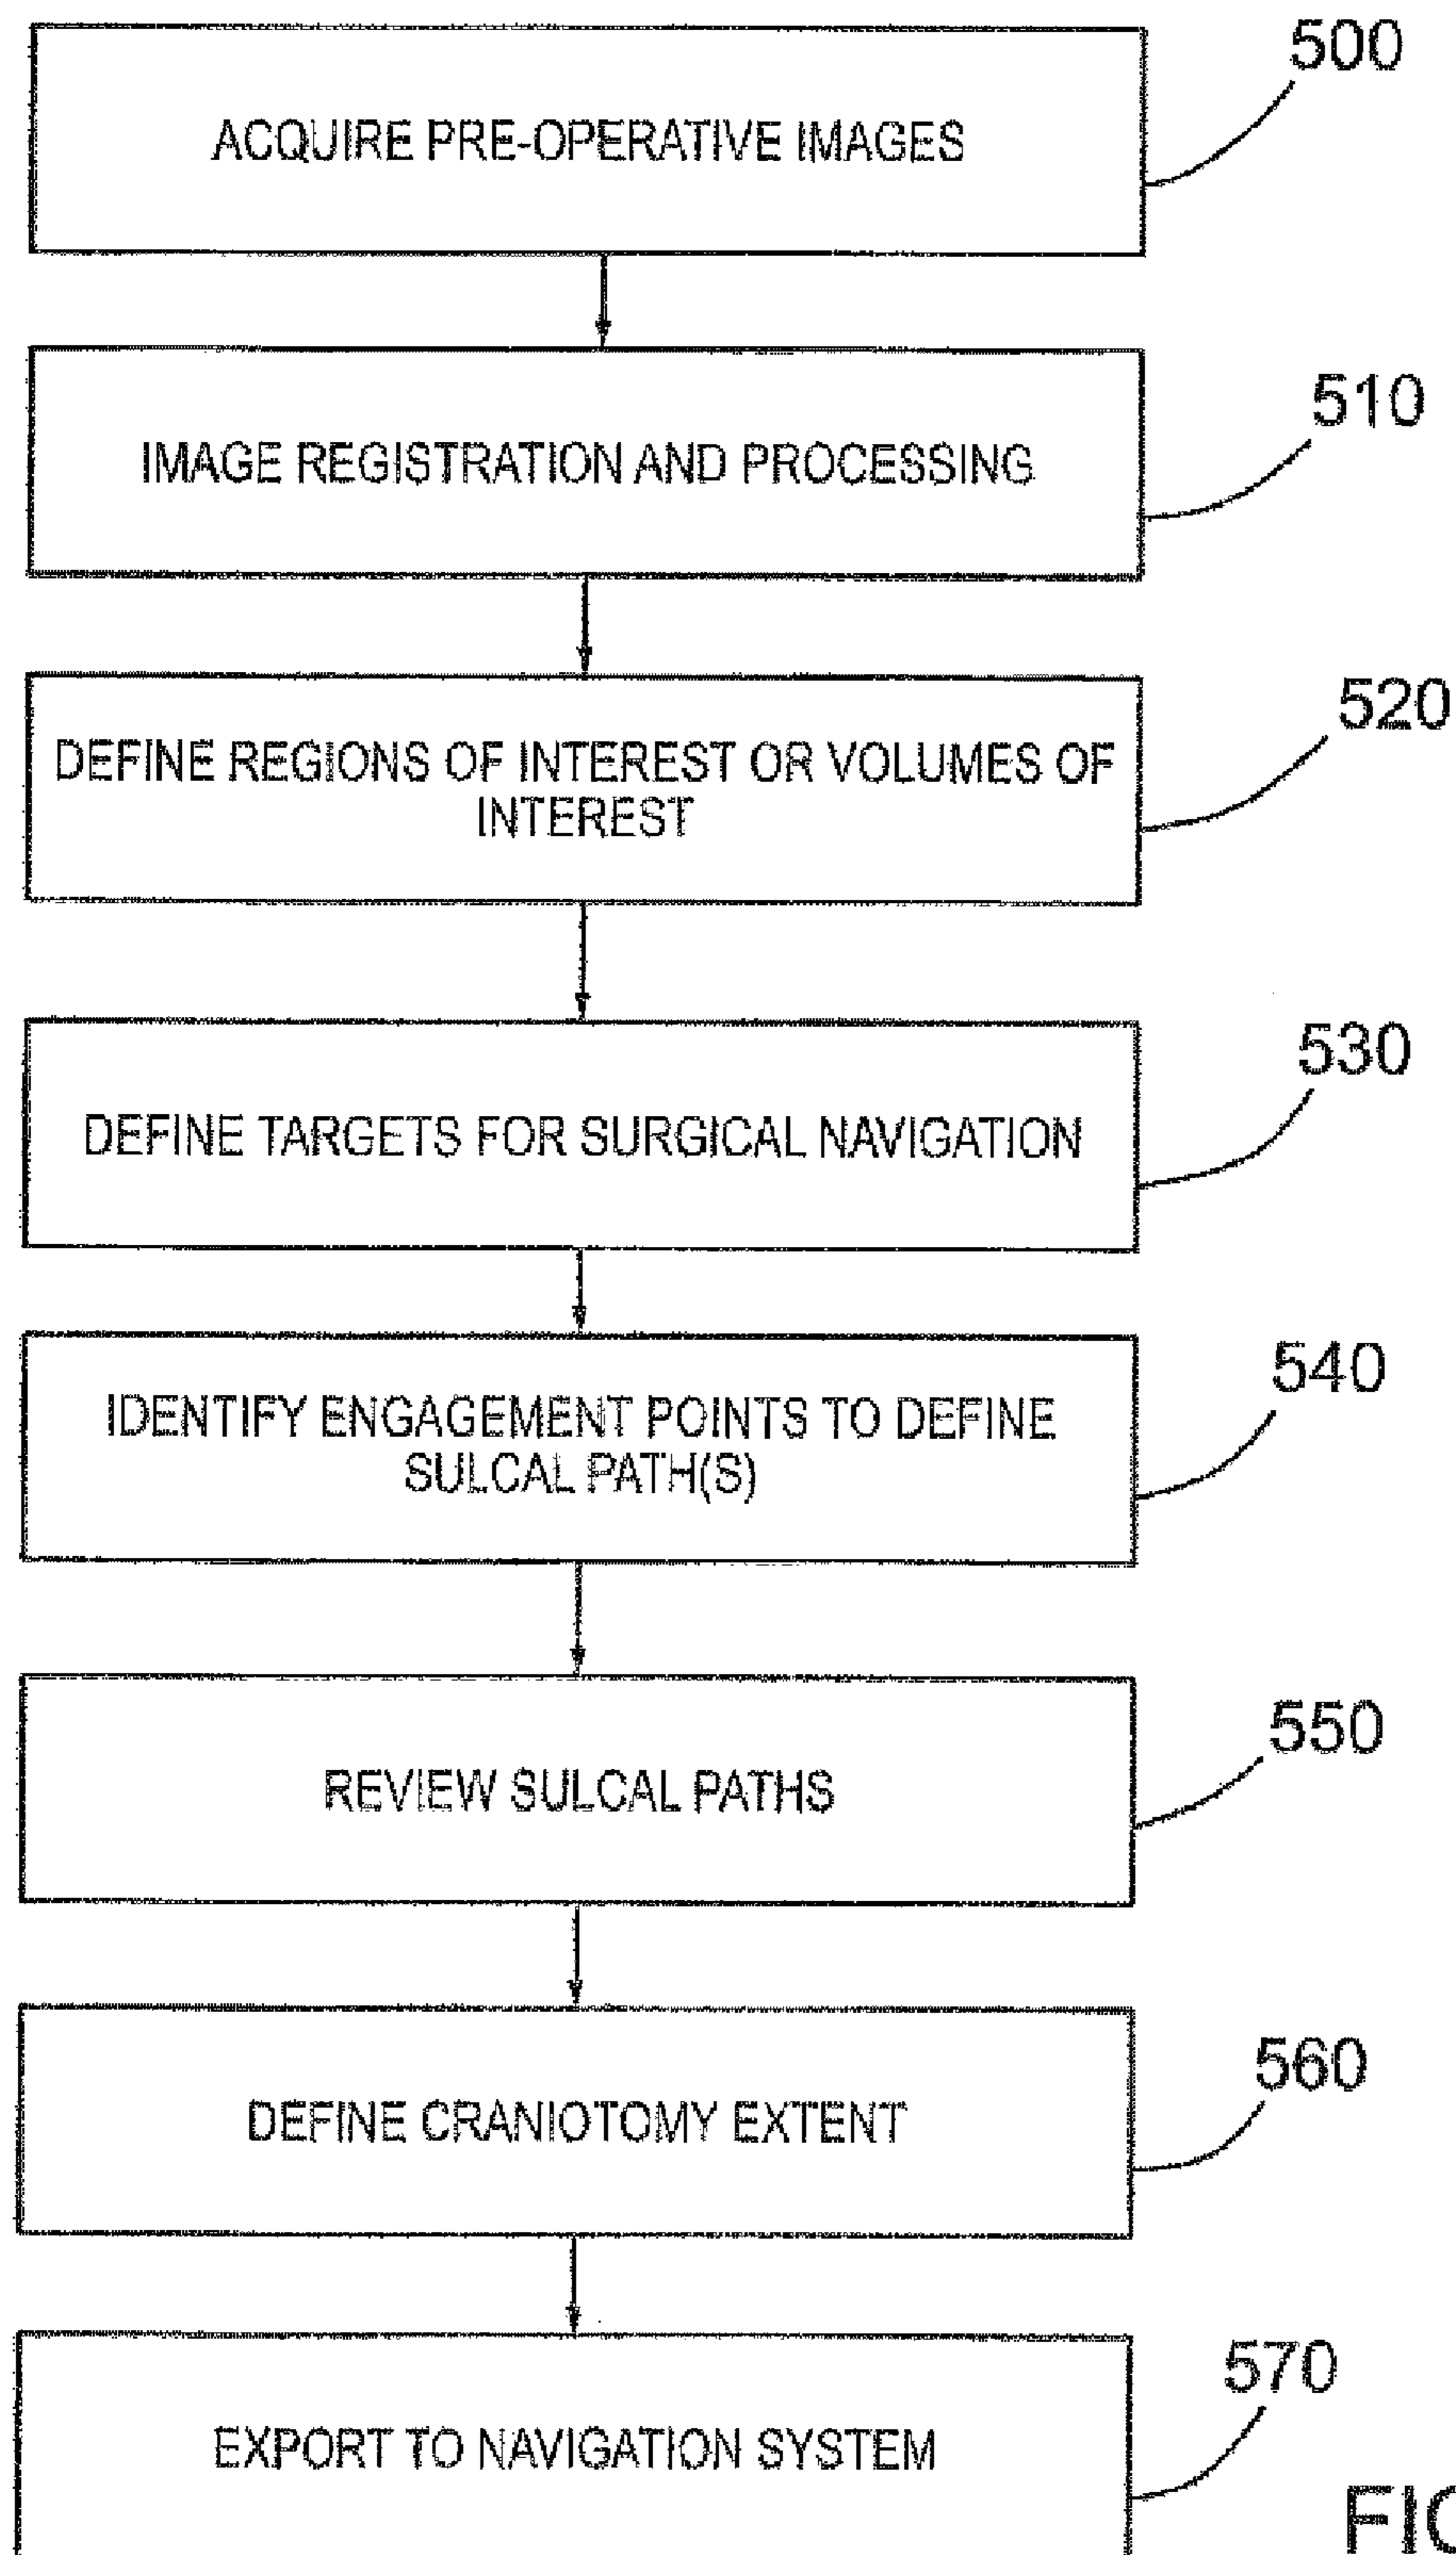 500
ACQUIRE PRE-OPERATIVE IMAGES
510
IMAGE REGISTRATION AND PROCESSING
520
DEFINE REGIONS OF INTEREST OR VOLUMES OF
INTEREST
530
DEFINE TARGETS FOR SURGICAL NAVIGATION
540
IDENTIFY ENGAGEMENT POINTS TO DEFINE
SULCAL PATH(S)
550
REVIEW SULCAL PATHS
560
DEFINE CRANIOTOMY EXTENT
570
EXPORT TO NAVIGATION SYSTEM